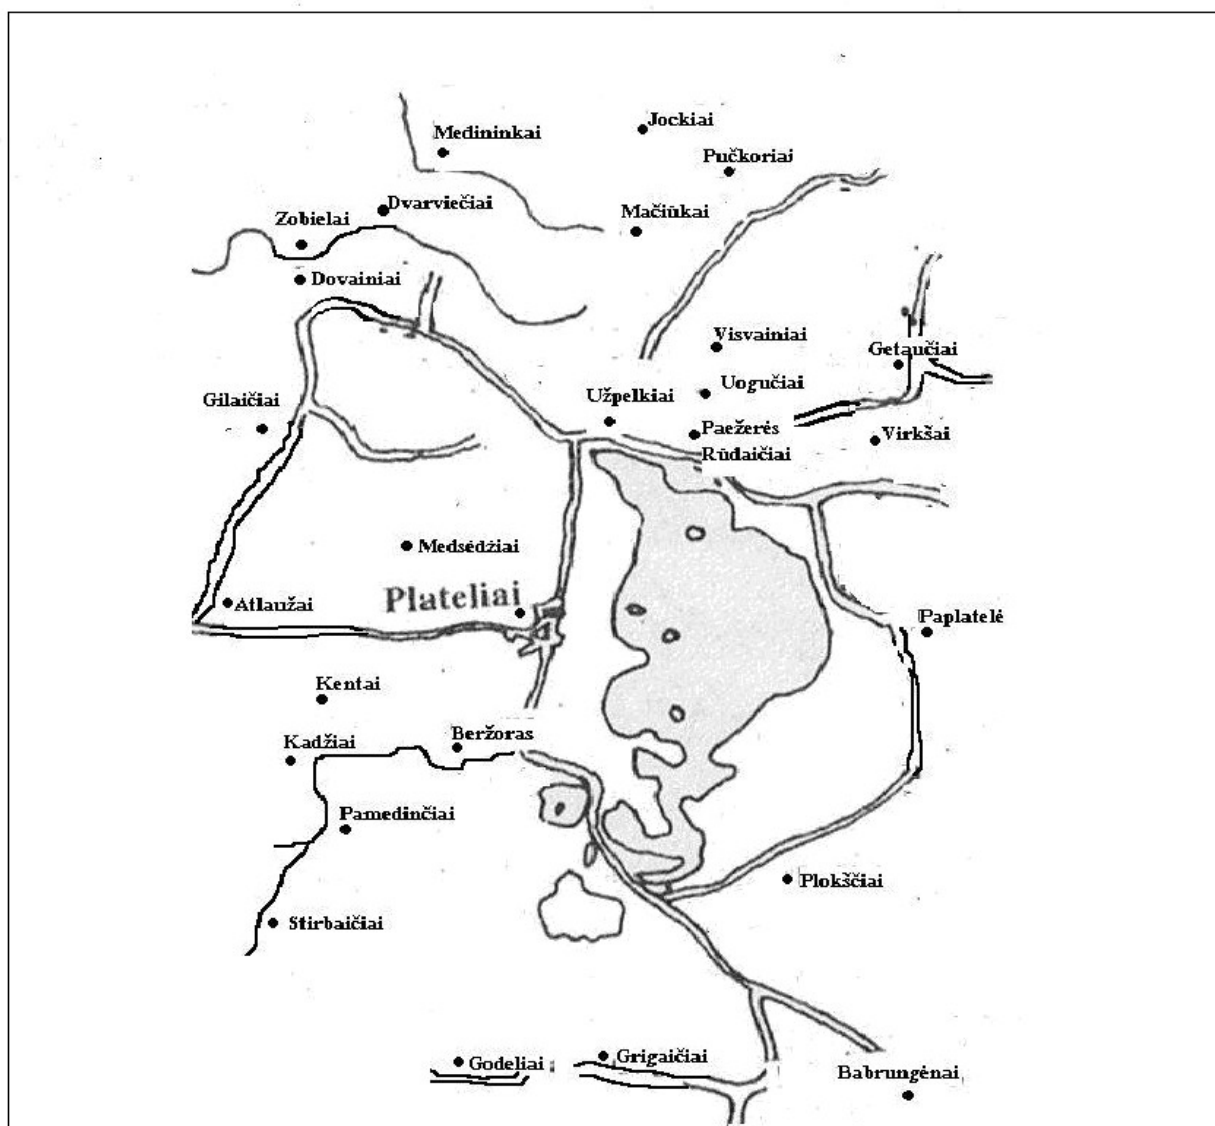 Jockiai
Medininkai
Pučkoriai
Dvarviečiai
Mačiūkai
Zobielai
Dovainiai
Visvainiai
Getaučiai
Uogučiai
Užpelkiai
Gilaičiai
Paežerės
Rūdaičiai
Virkšai
Medsėdžiai
Plateliai
Atlaužai
Paplatelė
Kentai
Beržoras
Kadžiai
Pamedinčiai
Plokščiai
Stirbaičiai
Grigaičiai
Godeliai
Babrungėnai